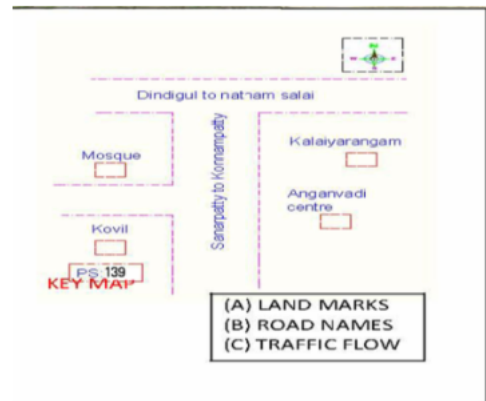 Dindigul to natham salai
Sanarpatty to Konnampatty
Mosque
Kalaiyarangam
Anganvadi
centre
Kovil
PS 139
KEY MAP
(A) LAND MARKS
(B) ROAD NAMES
(C) TRAFFIC FLOW